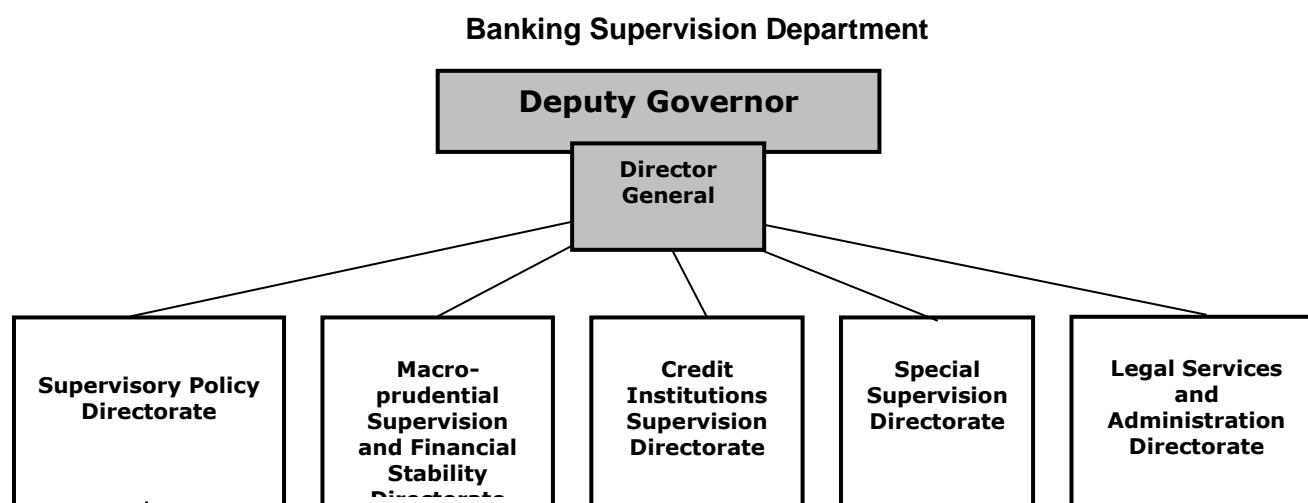 Banking Supervision Department
Deputy Governor
Director
General
Supervisory Policy
Directorate
Macro-
prudential
Supervision
and Financial
Stability
Directorate
Credit
Institutions
Supervision
Directorate
Special
Supervision
Directorate
Legal Services
and
Administration
Directorate